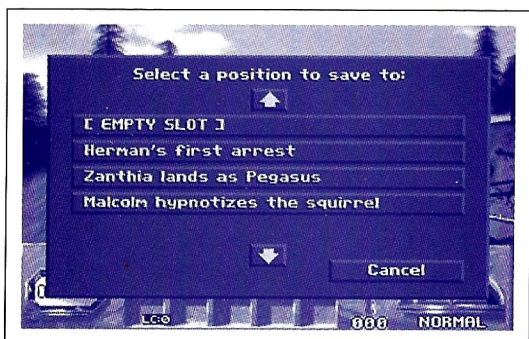 Select a position to save to:
[ EMPTY SLOT ]
Herman's first arrest
Zanthia lands as Pegasus
Malcolm hypnotizes the squirrel
Cancel
LC:0
000 NORMAL